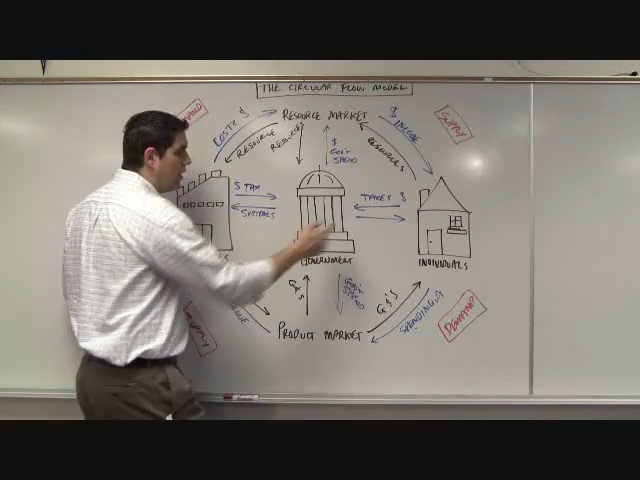 THE CIRCULAR FLOW MODEL
RESOURCE MARKET
COSTS $
RESOURCE
RESOURCES
$
GOV'T
SPEND
$ INCOME
RESOURCES
SUPPLY
$ TAX
SUBSIDIES
TAXES $
GOVERNMENT
INDIVIDUALS
G & S
GOV'T
SPEND
G & S
SPENDING $
DEMAND
PRODUCT MARKET